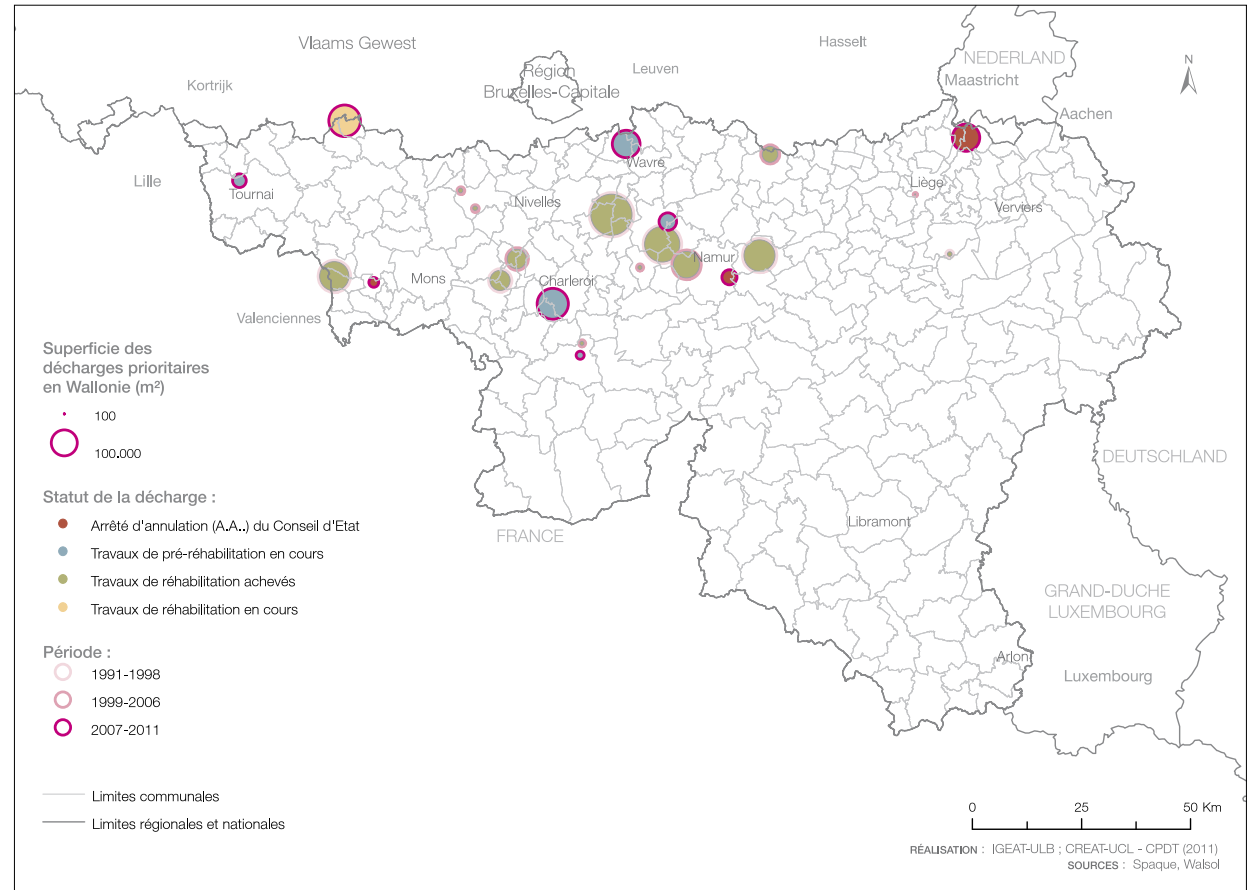 Vlaams Gewest
Hasselt
NEDERLAND
Maastricht
N
Kortrijk
Région
Bruxelles-Capitale
Leuven
Aachen
Lille
Tournai
Wavre
Nivelles
Liège
Verviers
Mons
Charleroi
Namur
Valenciennes
FRANCE
Libramont
DEUTSCHLAND
GRAND-DUCHE
LUXEMBOURG
Arlon
Luxembourg
Superficie des
décharges prioritaires
en Wallonie (m²)
100
100.000
Statut de la décharge :
Arrêté d'annulation (A.A..) du Conseil d'Etat
Travaux de pré-réhabilitation en cours
Travaux de réhabilitation achevés
Travaux de réhabilitation en cours
Période :
1991-1998
1999-2006
2007-2011
Limites communales
Limites régionales et nationales
0 25 50 Km
RÉALISATION : IGEAT-ULB ; CREAT-UCL - CPDT (2011)
SOURCES : Spaque, Walsol